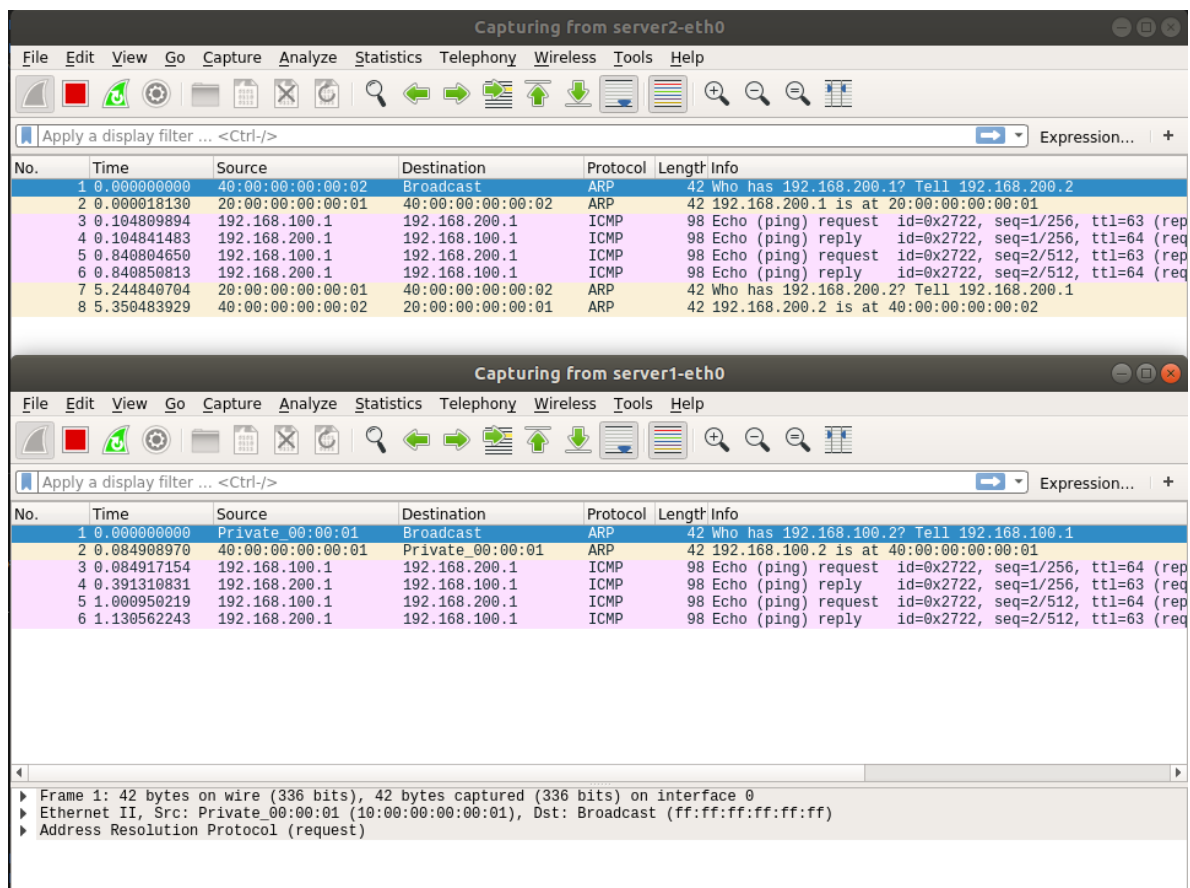 Capturing from server2-eth0
File Edit View Go Capture Analyze Statistics Telephony Wireless Tools Help
Apply a display filter ... <Ctrl-/> Expression... +
No. Time Source Destination Protocol Length Info
1 0.000000000 40:00:00:00:00:02 Broadcast ARP 42 Who has 192.168.200.1? Tell 192.168.200.2
2 0.000018130 20:00:00:00:00:01 40:00:00:00:00:02 ARP 42 192.168.200.1 is at 20:00:00:00:00:01
3 0.104809894 192.168.100.1 192.168.200.1 ICMP 98 Echo (ping) request id=0x2722, seq=1/256, ttl=63 (rep
4 0.104841483 192.168.200.1 192.168.100.1 ICMP 98 Echo (ping) reply id=0x2722, seq=1/256, ttl=64 (req
5 0.840804650 192.168.100.1 192.168.200.1 ICMP 98 Echo (ping) request id=0x2722, seq=2/512, ttl=63 (rep
6 0.840850813 192.168.200.1 192.168.100.1 ICMP 98 Echo (ping) reply id=0x2722, seq=2/512, ttl=64 (req
7 5.244840704 20:00:00:00:00:01 40:00:00:00:00:02 ARP 42 Who has 192.168.200.2? Tell 192.168.200.1
8 5.350483929 40:00:00:00:00:02 20:00:00:00:00:01 ARP 42 192.168.200.2 is at 40:00:00:00:00:02
Capturing from server1-eth0
File Edit View Go Capture Analyze Statistics Telephony Wireless Tools Help
Apply a display filter ... <Ctrl-/> Expression... +
No. Time Source Destination Protocol Length Info
1 0.000000000 Private_00:00:01 Broadcast ARP 42 Who has 192.168.100.2? Tell 192.168.100.1
2 0.084908970 40:00:00:00:00:01 Private_00:00:01 ARP 42 192.168.100.2 is at 40:00:00:00:00:01
3 0.084917154 192.168.100.1 192.168.200.1 ICMP 98 Echo (ping) request id=0x2722, seq=1/256, ttl=64 (rep
4 0.391310831 192.168.200.1 192.168.100.1 ICMP 98 Echo (ping) reply id=0x2722, seq=1/256, ttl=63 (req
5 1.000950219 192.168.100.1 192.168.200.1 ICMP 98 Echo (ping) request id=0x2722, seq=2/512, ttl=64 (rep
6 1.130562243 192.168.200.1 192.168.100.1 ICMP 98 Echo (ping) reply id=0x2722, seq=2/512, ttl=63 (req
Frame 1: 42 bytes on wire (336 bits), 42 bytes captured (336 bits) on interface 0
Ethernet II, Src: Private_00:00:01 (10:00:00:00:00:01), Dst: Broadcast (ff:ff:ff:ff:ff:ff)
Address Resolution Protocol (request)